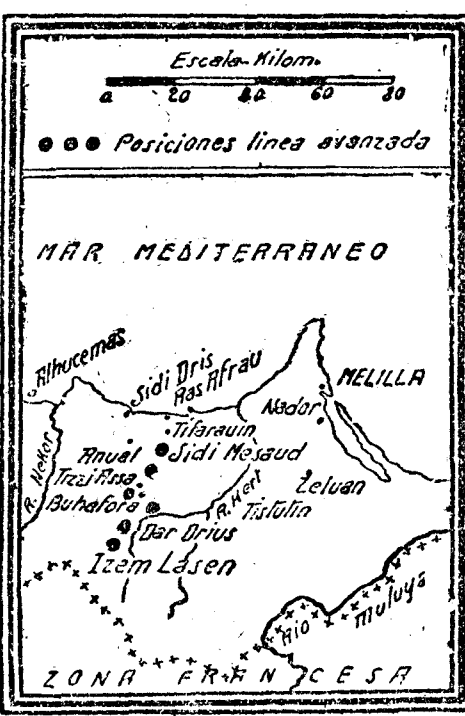 Escala-Kilom.
0 20 40 60 80
Posiciones linea avanzada
MAR MEDITERRANEO
Alhucemas
Sidi Dris
Ras Afrau
MELILLA
Nador
Tifarauin
Sidi Mesaud
Anual
Tizzi Assa
Buhafora
R. Nekor
Zeluan
R. Kert
Tistutin
Dar Drius
Izem Lasen
Rio Muluya
ZONA FRANCESA